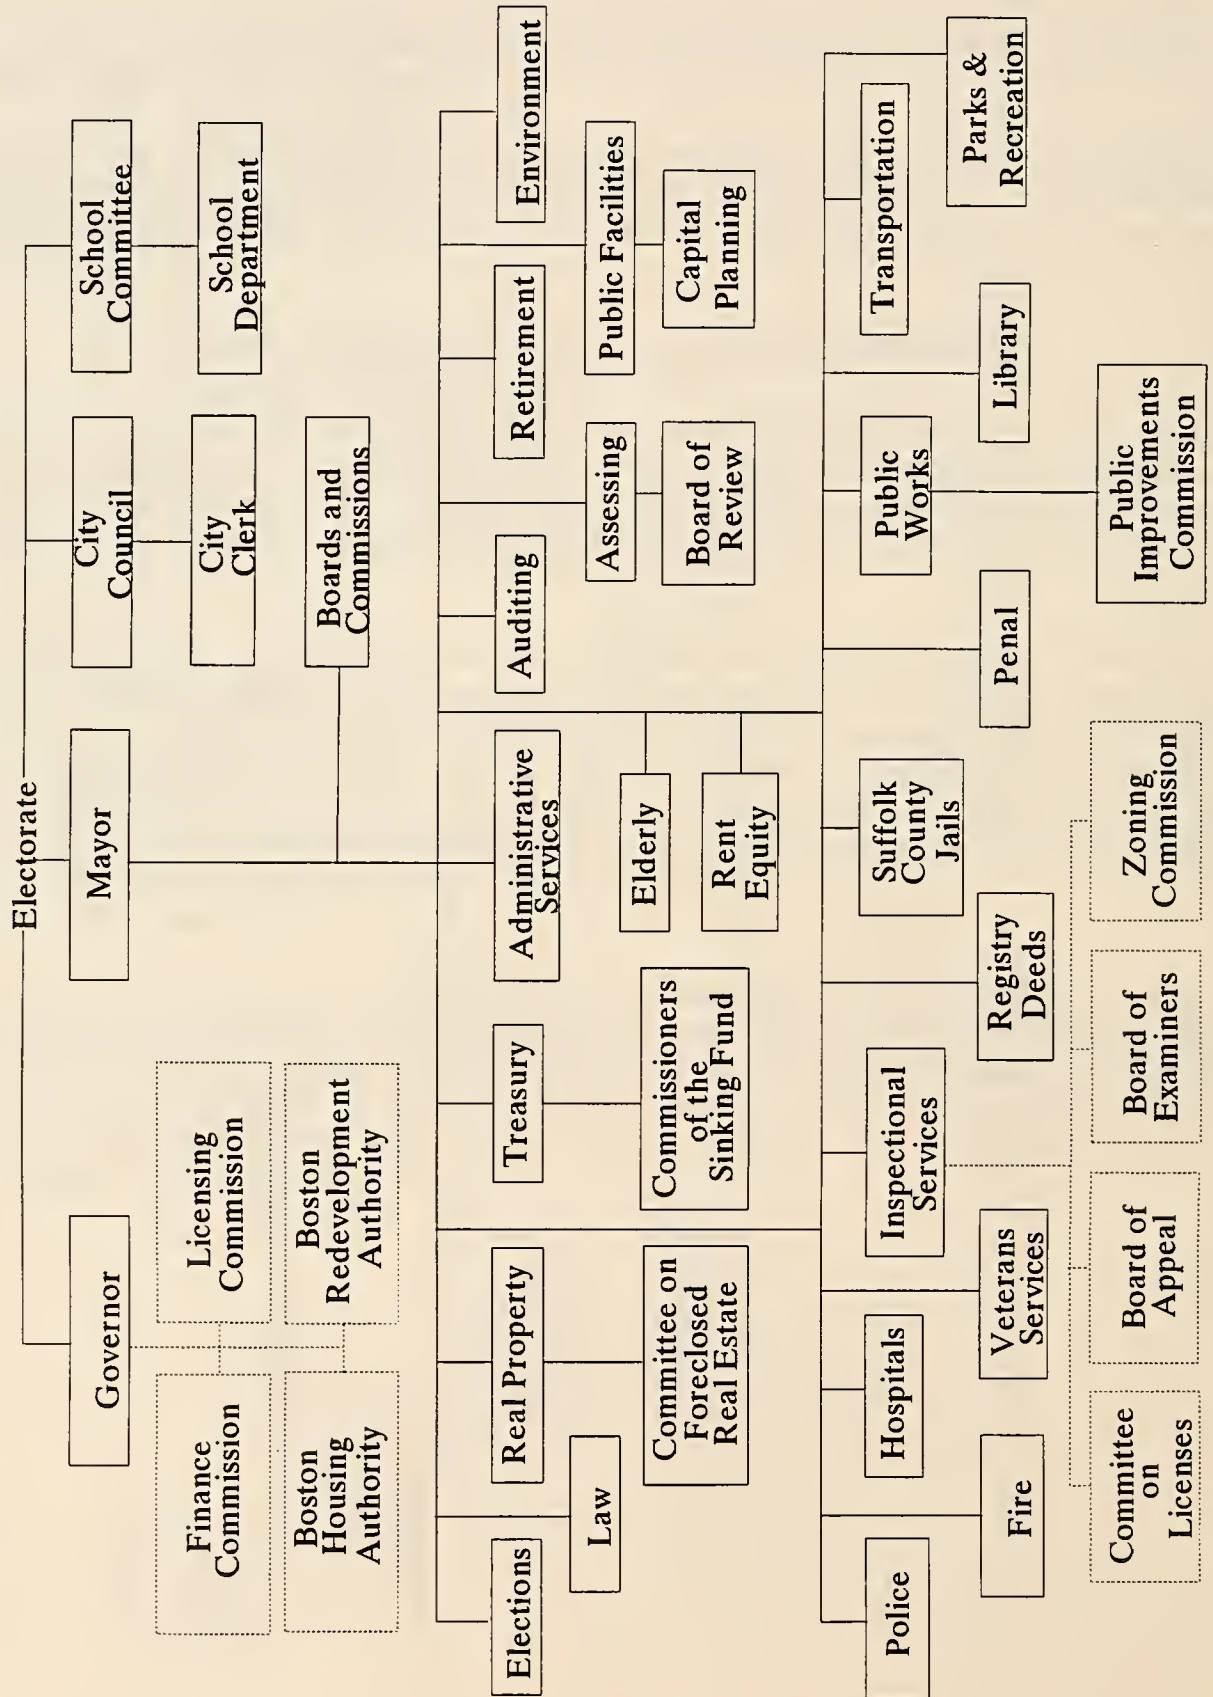 Electorate
Governor
Mayor
City
Council
School
Committee
Finance
Commission
Licensing
Commission
City
Clerk
School
Department
Boston
Housing
Authority
Boston
Redevelopment
Authority
Boards and
Commissions
Elections
Real Property
Treasury
Administrative
Services
Auditing
Retirement
Environment
Law
Assessing
Public Facilities
Committee on
Foreclosed
Real Estate
Commissioners
of the
Sinking Fund
Elderly
Board of
Review
Capital
Planning
Rent
Equity
Police
Hospitals
Inspectional
Services
Suffolk
County
Jails
Public
Works
Transportation
Fire
Veterans
Services
Registry
Deeds
Penal
Library
Parks &
Recreation
Committee
on
Licenses
Board of
Appeal
Board of
Examiners
Zoning
Commission
Public
Improvements
Commission